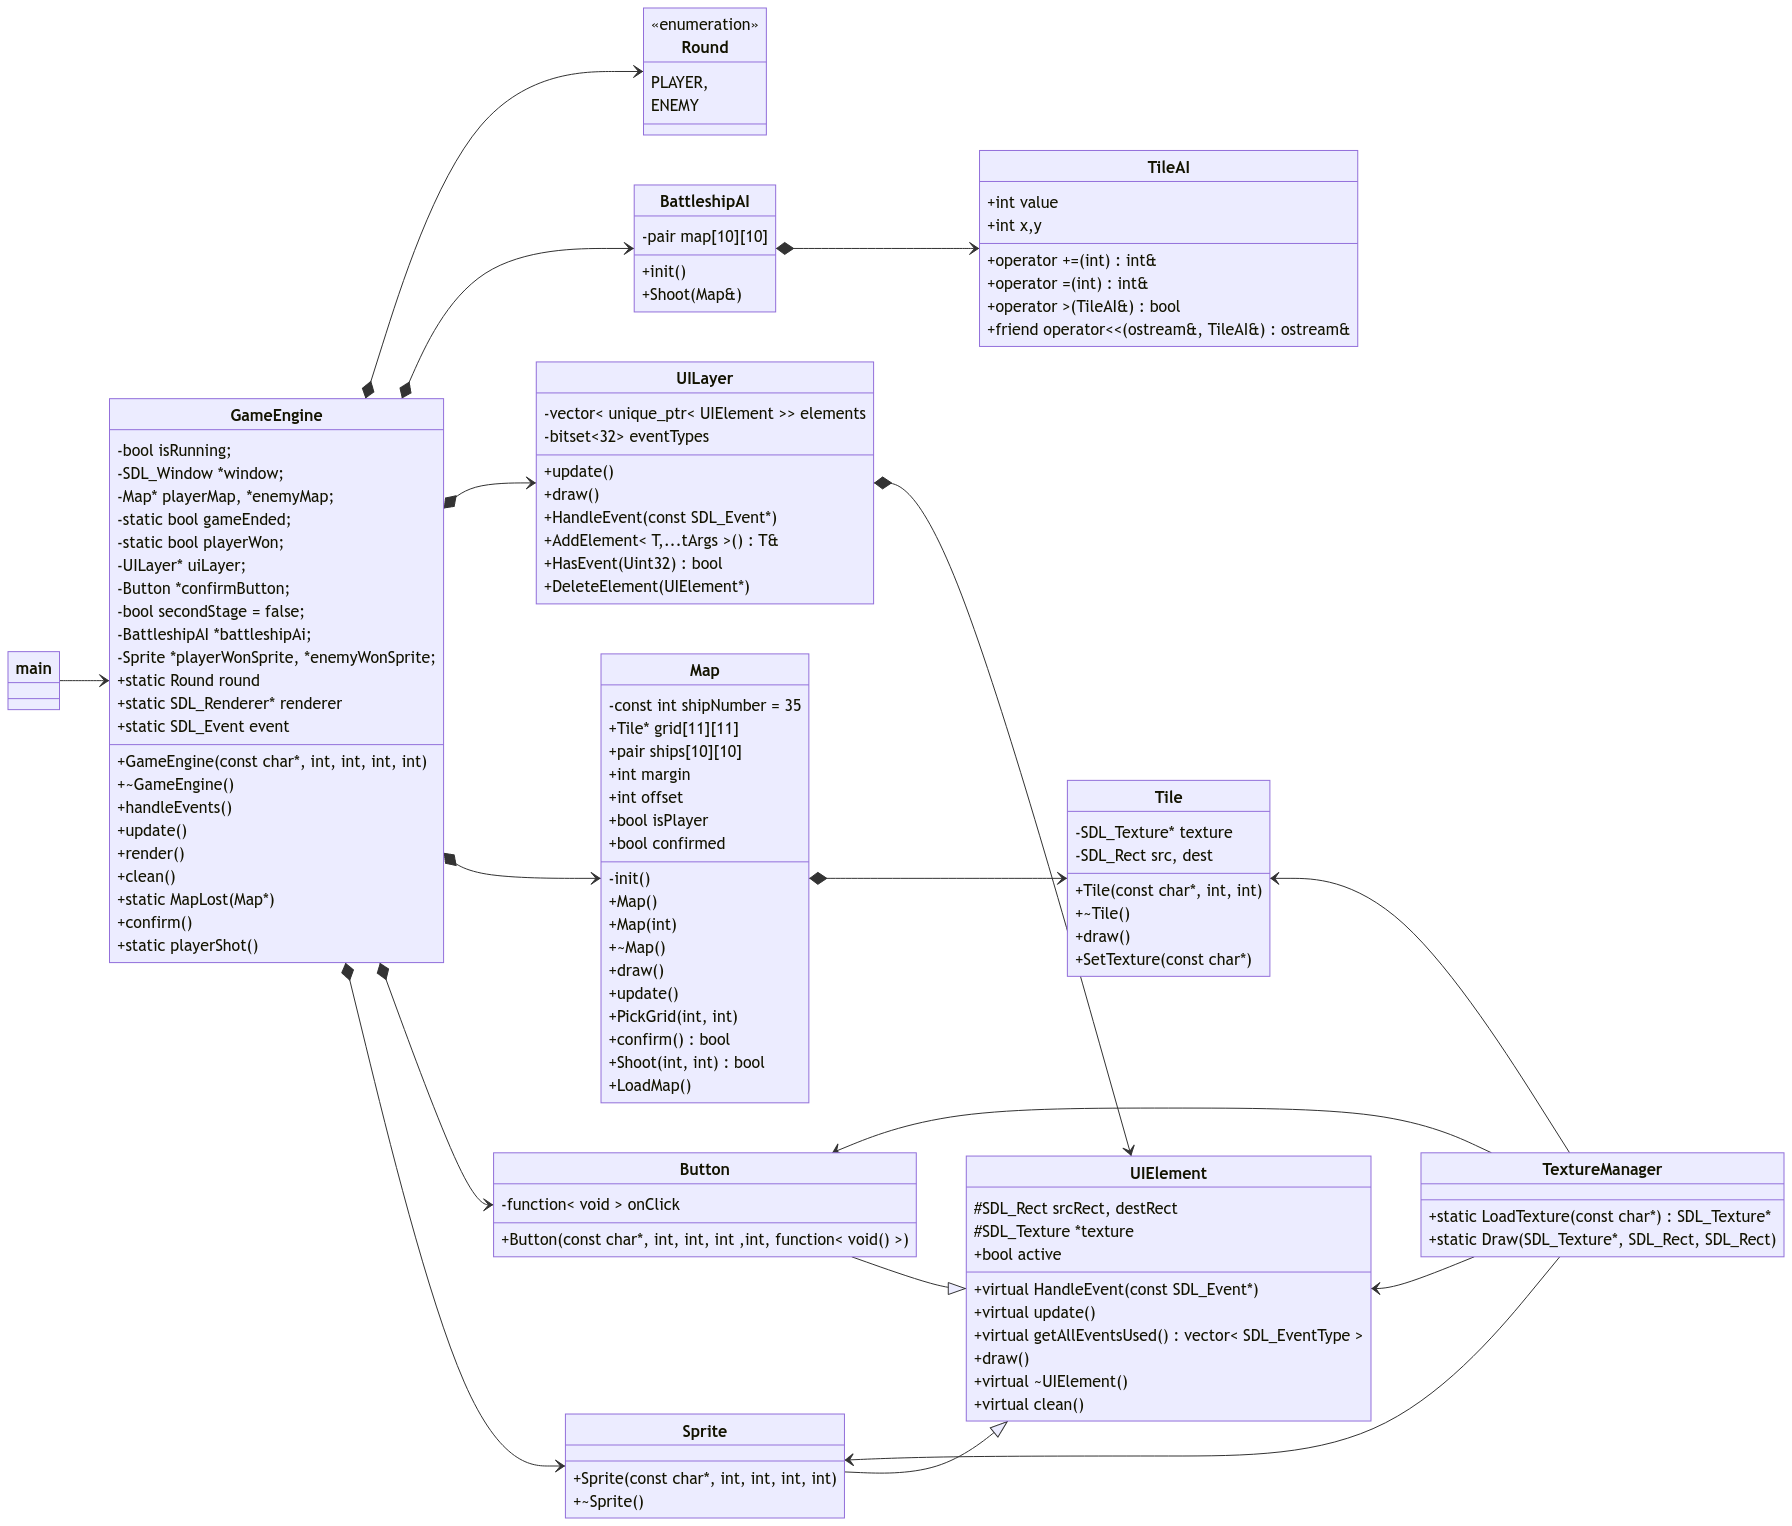 «enumeration»
Round
PLAYER,
ENEMY
TileAI
+int value
+int x,y
+operator +=(int) : int&
+operator =(int) : int&
+operator >(TileAI&) : bool
+friend operator<<(ostream&, TileAI&) : ostream&
BattleshipAI
-pair map[10][10]
+init()
+Shoot(Map&)
UILayer
-vector< unique_ptr< UIElement >> elements
-bitset<32> eventTypes
+update()
+draw()
+HandleEvent(const SDL_Event*)
+AddElement< T,...tArgs >() : T&
+HasEvent(Uint32) : bool
+DeleteElement(UIElement*)
GameEngine
-bool isRunning;
-SDL_Window *window;
-Map* playerMap, *enemyMap;
-static bool gameEnded;
-static bool playerWon;
-UILayer* uiLayer;
-Button *confirmButton;
-bool secondStage = false;
-BattleshipAI *battleshipAi;
-Sprite *playerWonSprite, *enemyWonSprite;
+static Round round
+static SDL_Renderer* renderer
+static SDL_Event event
+GameEngine(const char*, int, int, int, int)
+~GameEngine()
+handleEvents()
+update()
+render()
+clean()
+static MapLost(Map*)
+confirm()
+static playerShot()
main
Map
-const int shipNumber = 35
+Tile* grid[11][11]
+pair ships[10][10]
+int margin
+int offset
+bool isPlayer
+bool confirmed
-init()
+Map()
+Map(int)
+~Map()
+draw()
+update()
+PickGrid(int, int)
+confirm() : bool
+Shoot(int, int) : bool
+LoadMap()
Tile
-SDL_Texture* texture
-SDL_Rect src, dest
+Tile(const char*, int, int)
+~Tile()
+draw()
+SetTexture(const char*)
Button
-function< void > onClick
+Button(const char*, int, int, int ,int, function< void() >)
UIElement
#SDL_Rect srcRect, destRect
#SDL_Texture *texture
+bool active
+virtual HandleEvent(const SDL_Event*)
+virtual update()
+virtual getAllEventsUsed() : vector< SDL_EventType >
+draw()
+virtual ~UIElement()
+virtual clean()
TextureManager
+static LoadTexture(const char*) : SDL_Texture*
+static Draw(SDL_Texture*, SDL_Rect, SDL_Rect)
Sprite
+Sprite(const char*, int, int, int, int)
+~Sprite()